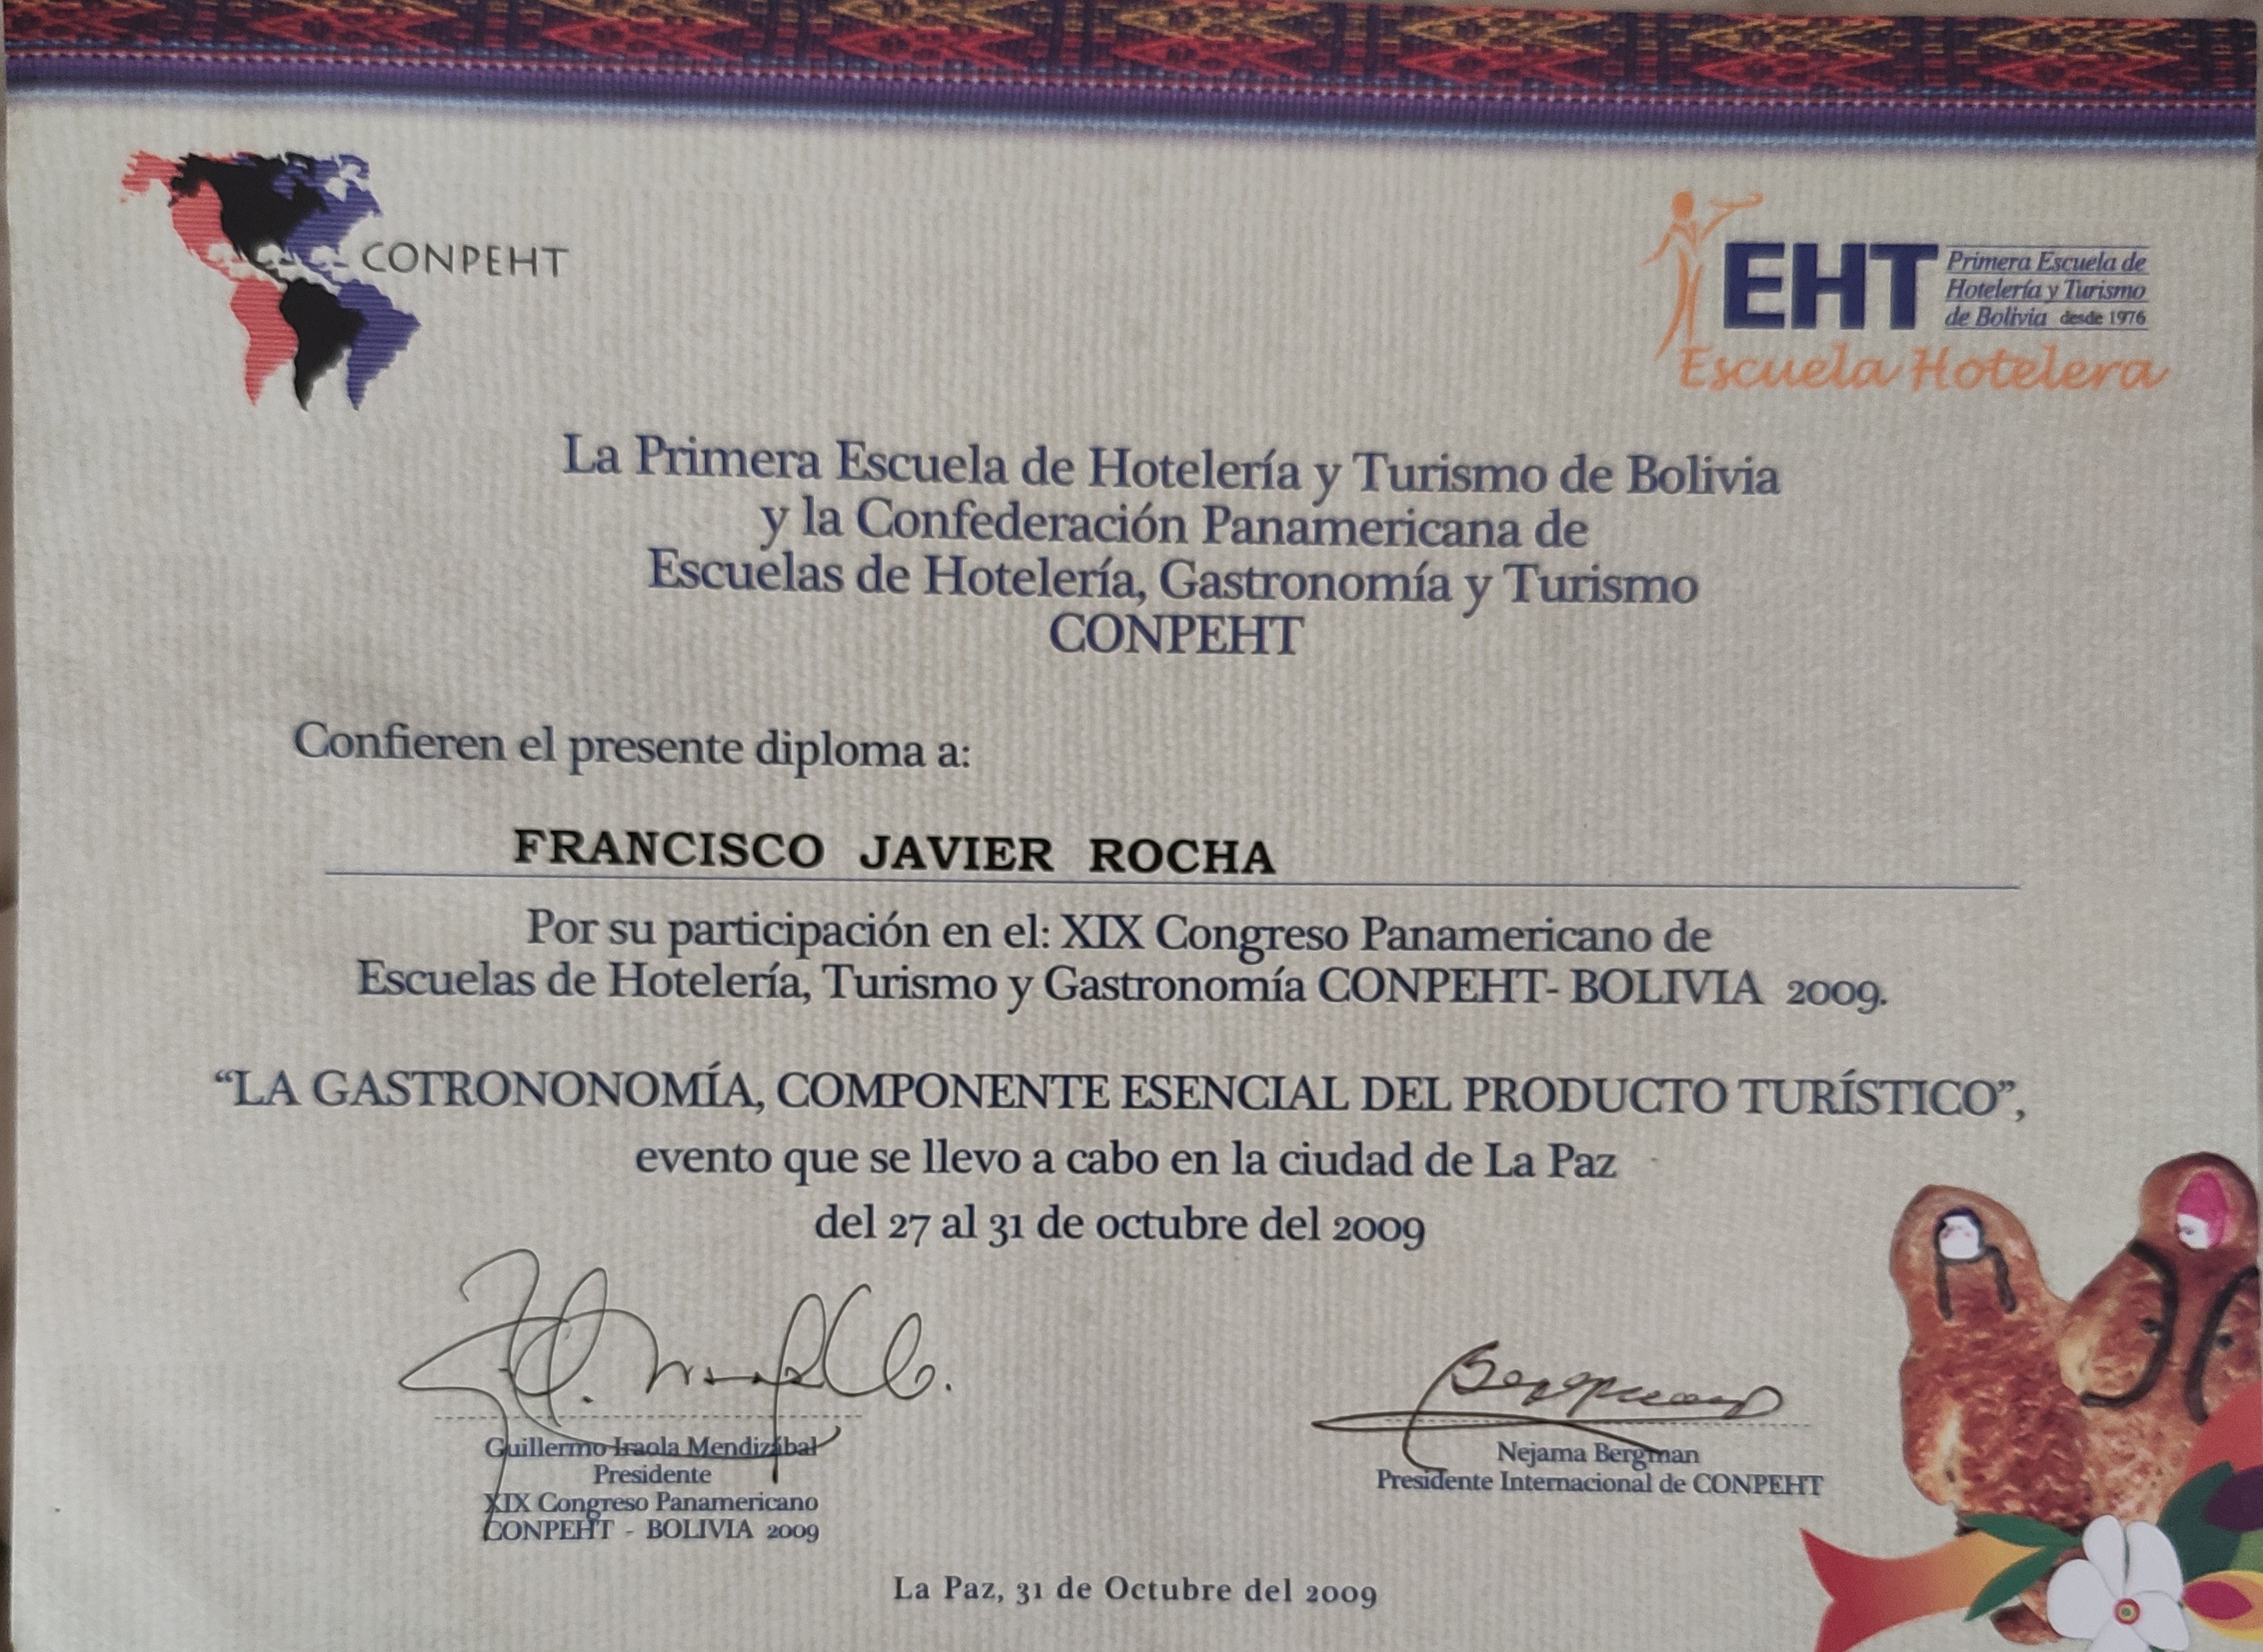 CONPEHT
EHT
Primera Escuela de
Hotelería y Turismo
de Bolivia desde 1976
Escuela Hotelera
La Primera Escuela de Hotelería y Turismo de Bolivia
y la Confederación Panamericana de
Escuelas de Hotelería, Gastronomía y Turismo
CONPEHT
Confieren el presente diploma a:
FRANCISCO JAVIER ROCHA
Por su participación en el: XIX Congreso Panamericano de
Escuelas de Hotelería, Turismo y Gastronomía CONPEHT- BOLIVIA 2009.
“LA GASTRONONOMÍA, COMPONENTE ESENCIAL DEL PRODUCTO TURÍSTICO”,
evento que se llevo a cabo en la ciudad de La Paz
del 27 al 31 de octubre del 2009
Guillermo Iraola Mendizábal
Presidente
XIX Congreso Panamericano
CONPEHT - BOLIVIA 2009
Nejama Bergman
Presidente Internacional de CONPEHT
La Paz, 31 de Octubre del 2009